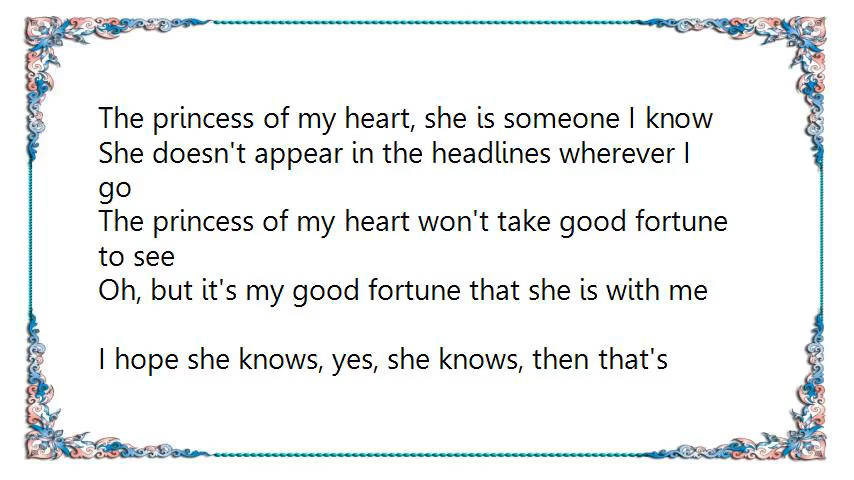 The princess of my heart, she is someone I know
She doesn't appear in the headlines wherever I
go
The princess of my heart won't take good fortune
to see
Oh, but it's my good fortune that she is with me
I hope she knows, yes, she knows, then that's